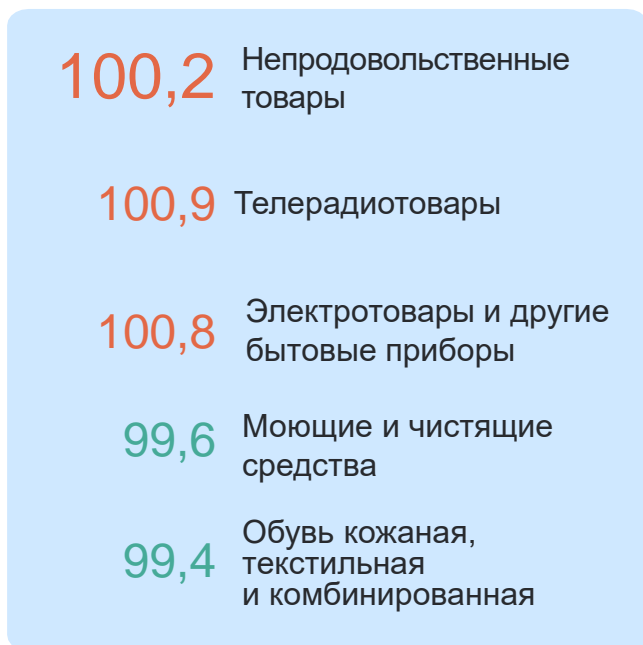 100,2 Непродовольственные
товары
100,9 Телерадиотовары
100,8 Электротовары и другие
бытовые приборы
99,6 Моющие и чистящие
средства
99,4 Обувь кожаная,
текстильная
и комбинированная